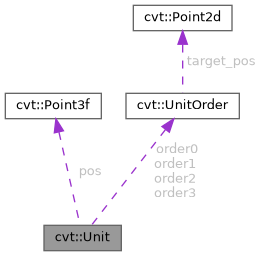 cvt::Point2d
target_pos
cvt::Point3f
cvt::UnitOrder
pos
order0
order1
order2
order3
cvt::Unit